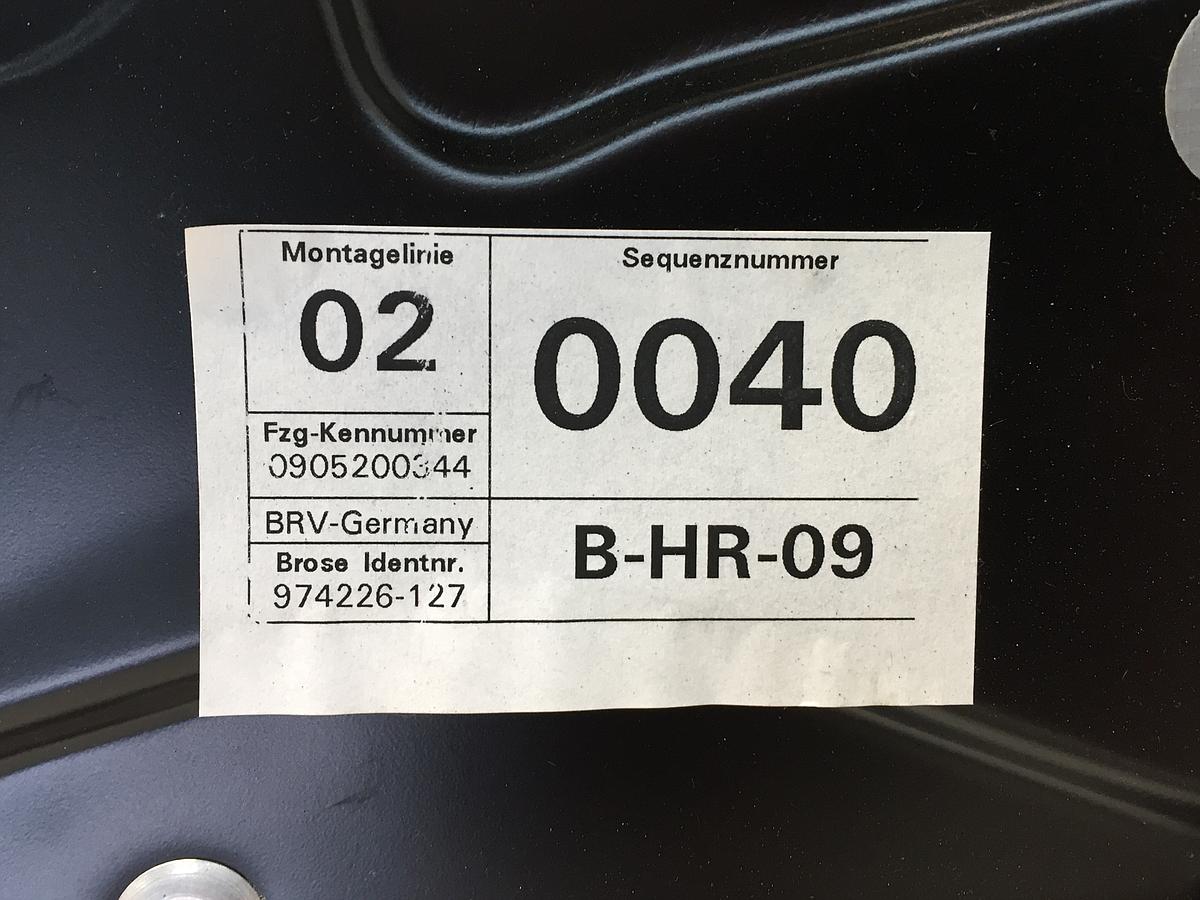 Montagelinie
02
Sequenznummer
0040
Fzg-Kennummer
0905200344
BRV-Germany
Brose Identnr.
974226-127
B-HR-09